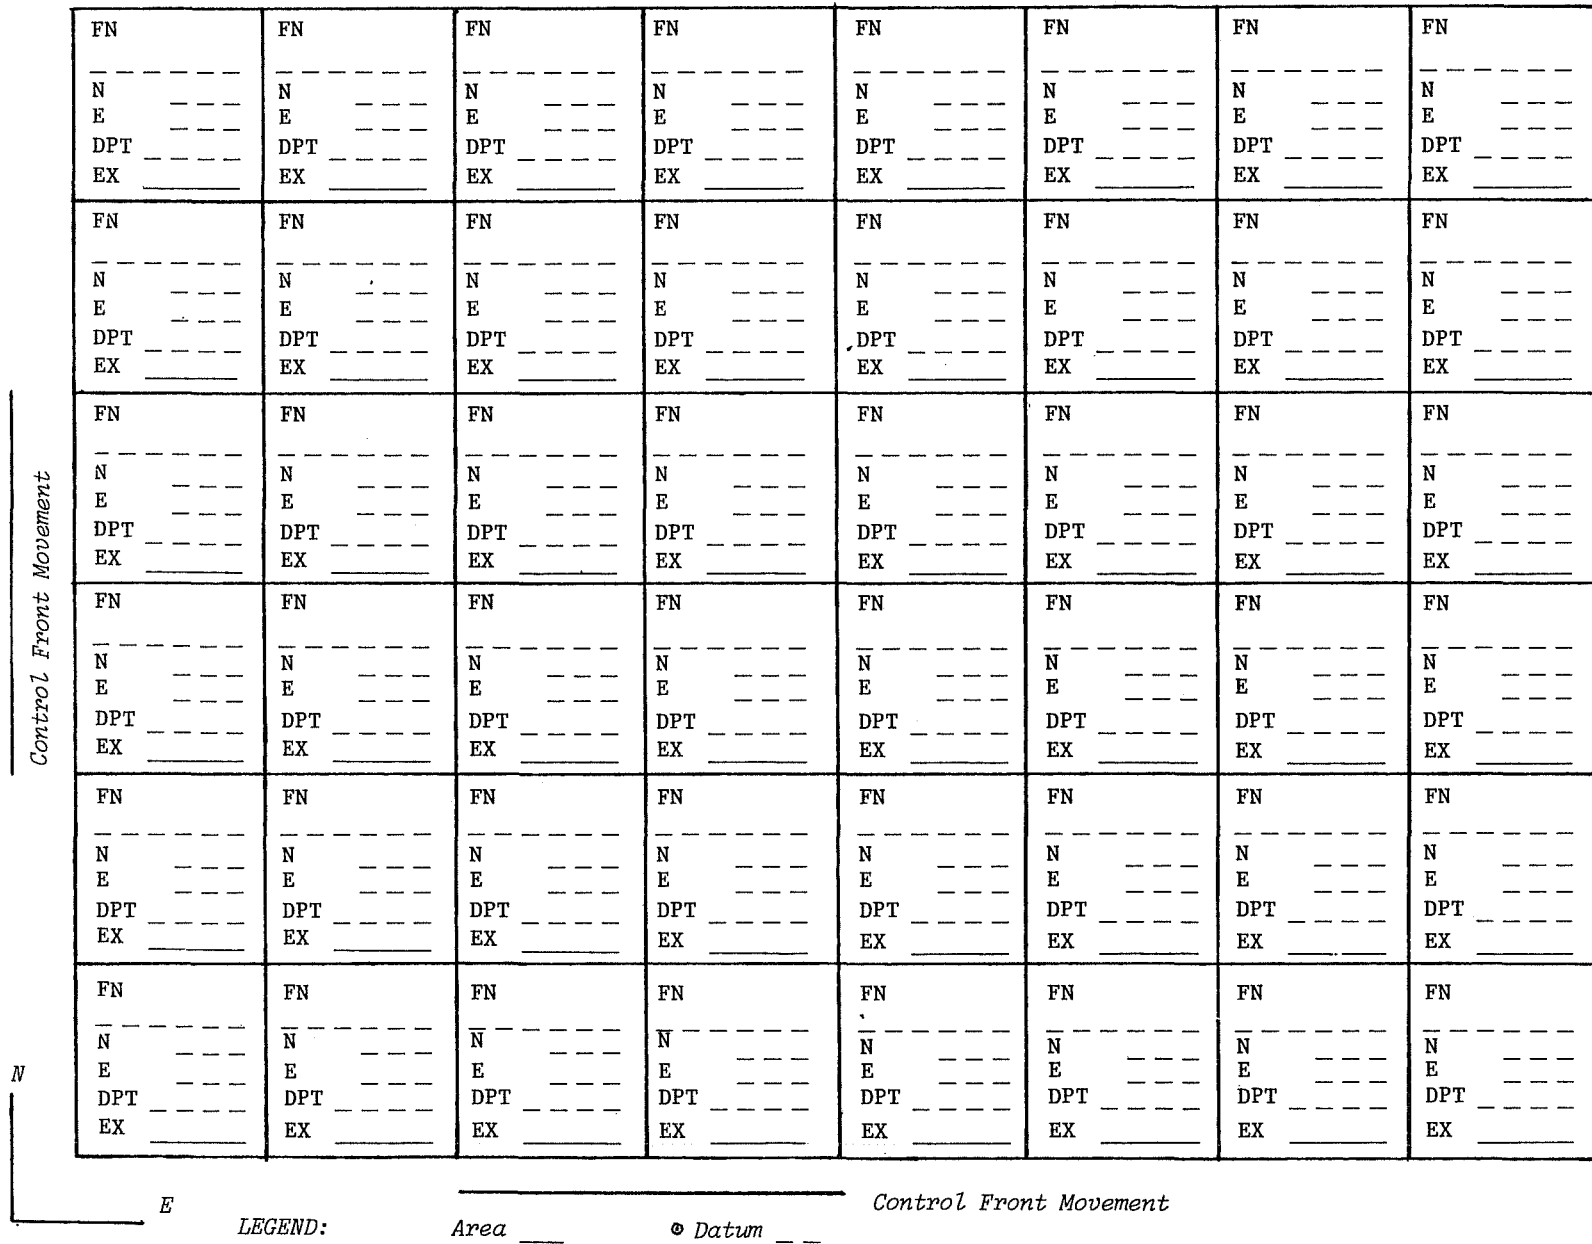 FN FN FN FN FN FN FN FN
N N N N N N N N
E E E E E E E E
DPT DPT DPT DPT DPT DPT DPT DPT
EX EX EX EX EX EX EX EX
FN FN FN FN FN FN FN FN
N N N N N N N N
E E E E E E E E
DPT DPT DPT DPT DPT DPT DPT DPT
EX EX EX EX EX EX EX EX
FN FN FN FN FN FN FN FN
N N N N N N N N
E E E E E E E E
DPT DPT DPT DPT DPT DPT DPT DPT
EX EX EX EX EX EX EX EX
FN FN FN FN FN FN FN FN
N N N N N N N N
E E E E E E E E
DPT DPT DPT DPT DPT DPT DPT DPT
EX EX EX EX EX EX EX EX
FN FN FN FN FN FN FN FN
N N N N N N N N
E E E E E E E E
DPT DPT DPT DPT DPT DPT DPT DPT
EX EX EX EX EX EX EX EX
FN FN FN FN FN FN FN FN
N N N N N N N N
E E E E E E E E
DPT DPT DPT DPT DPT DPT DPT DPT
EX EX EX EX EX EX EX EX
Control Front Movement
N
E
Control Front Movement
LEGEND: Area ___ ⊙ Datum _ _